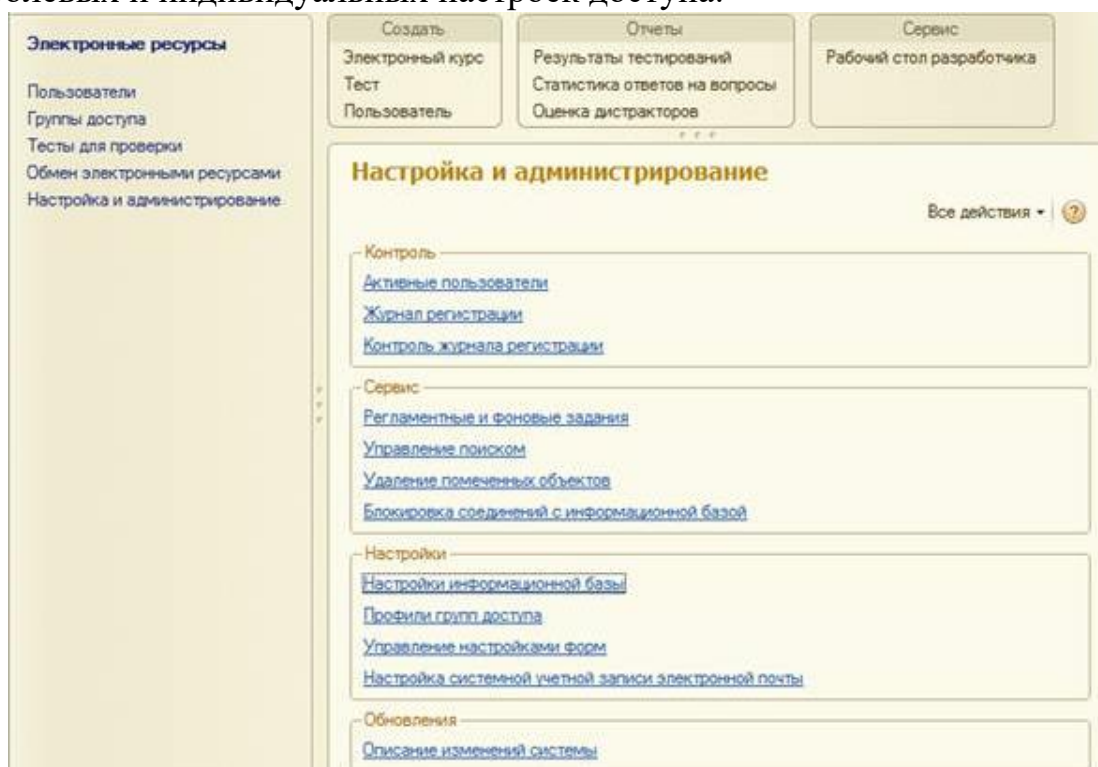 олевых и индивидуальных настроек доступа.
Электронные ресурсы
Пользователи
Группы доступа
Тесты для проверки
Обмен электронными ресурсами
Настройка и администрирование
Создать
Электронный курс
Тест
Пользователь
Отчеты
Результаты тестирований
Статистика ответов на вопросы
Оценка дистракторов
Сервис
Рабочий стол разработчика
Настройка и администрирование
Все действия
Контроль
Активные пользователи
Журнал регистрации
Контроль журнала регистрации
Сервис
Регламентные и фоновые задания
Управление поиском
Удаление помеченных объектов
Блокировка соединений с информационной базой
Настройки
Настройки информационной базы
Профили групп доступа
Управление настройками форм
Настройка системной учетной записи электронной почты
Обновления
Описание изменений системы